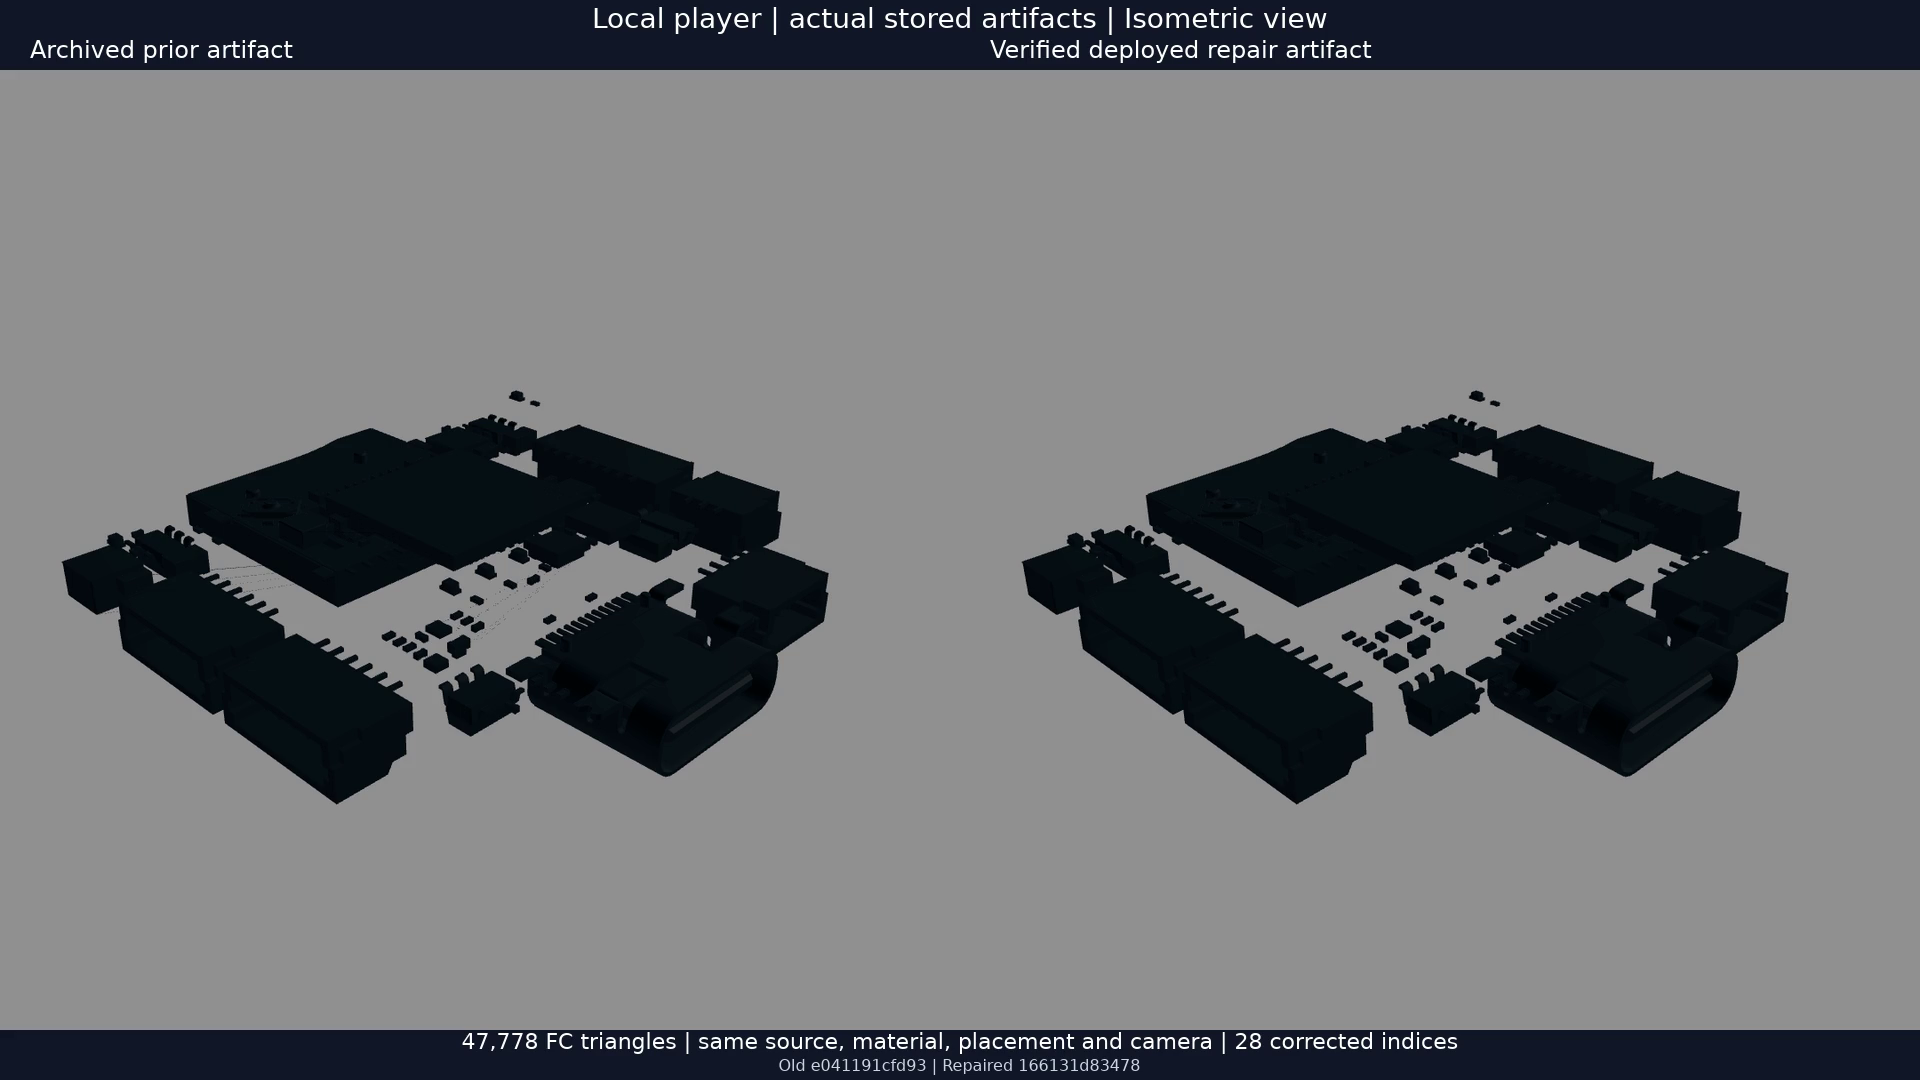 Local player | actual stored artifacts | Isometric view
Archived prior artifact
Verified deployed repair artifact
47,778 FC triangles | same source, material, placement and camera | 28 corrected indices
Old e041191cfd93 | Repaired 166131d83478